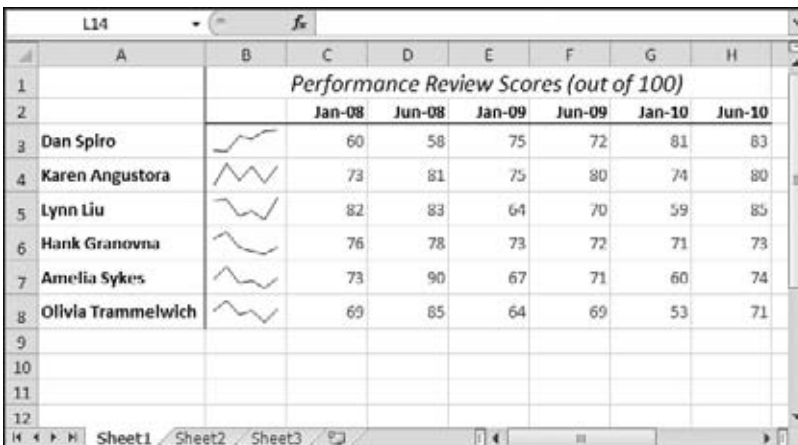 L14 fx
A B C D E F G H
1 Performance Review Scores (out of 100)
2 Jan-08 Jun-08 Jan-09 Jun-09 Jan-10 Jun-10
3 Dan Spiro 60 58 75 72 81 83
4 Karen Angustora 73 81 75 80 74 80
5 Lynn Liu 82 83 64 70 59 85
6 Hank Granovna 76 78 73 72 71 73
7 Amelia Sykes 73 90 67 71 60 74
8 Olivia Trammelwich 69 85 64 69 53 71
9
10
11
12
Sheet1 Sheet2 Sheet3